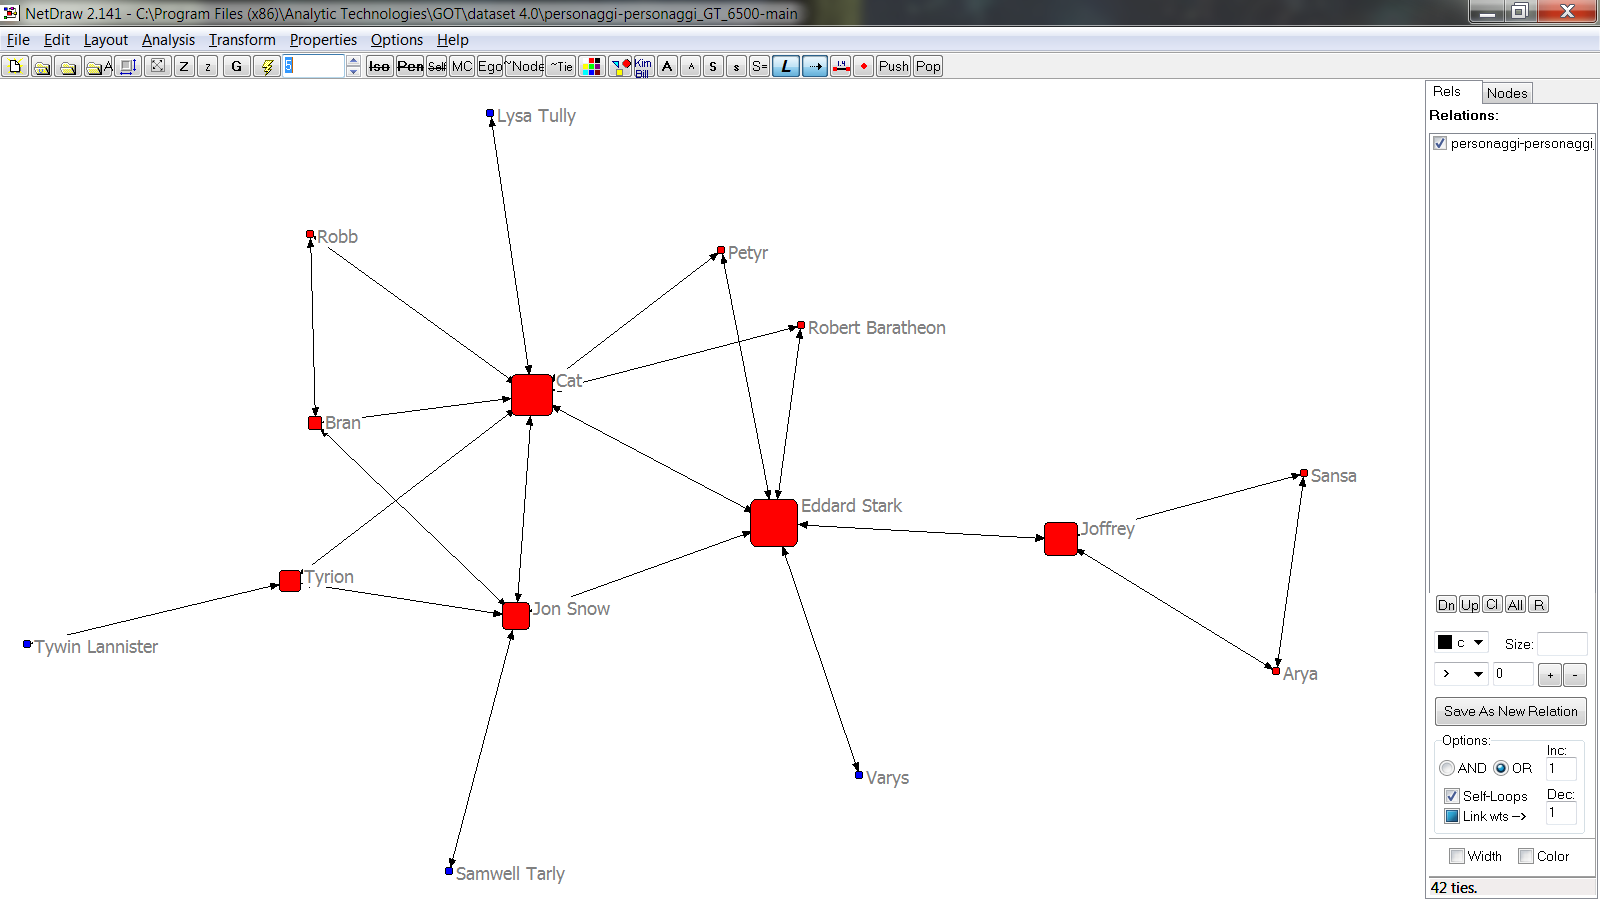 NetDraw 2.141 - C:\Program Files (x86)\Analytic Technologies\GOT\dataset 4.0\personaggi-personaggi_GT_6500-main
File Edit Layout Analysis Transform Properties Options Help
A Z z G 5 Iso Pen Self MC Ego ~Node ~Tie Kim Bill A A S s S= L 1.4 Push Pop
Rels Nodes
Relations:
personaggi-personaggi
Lysa Tully
Robb
Petyr
Robert Baratheon
Cat
Bran
Sansa
Eddard Stark
Joffrey
Tyrion
Jon Snow
Tywin Lannister
Arya
Varys
Samwell Tarly
Dn Up Cl All R
c Size:
> 0 + -
Save As New Relation
Options:
Inc:
AND OR 1
Self-Loops Dec:
Link wts --> 1
Width Color
42 ties.